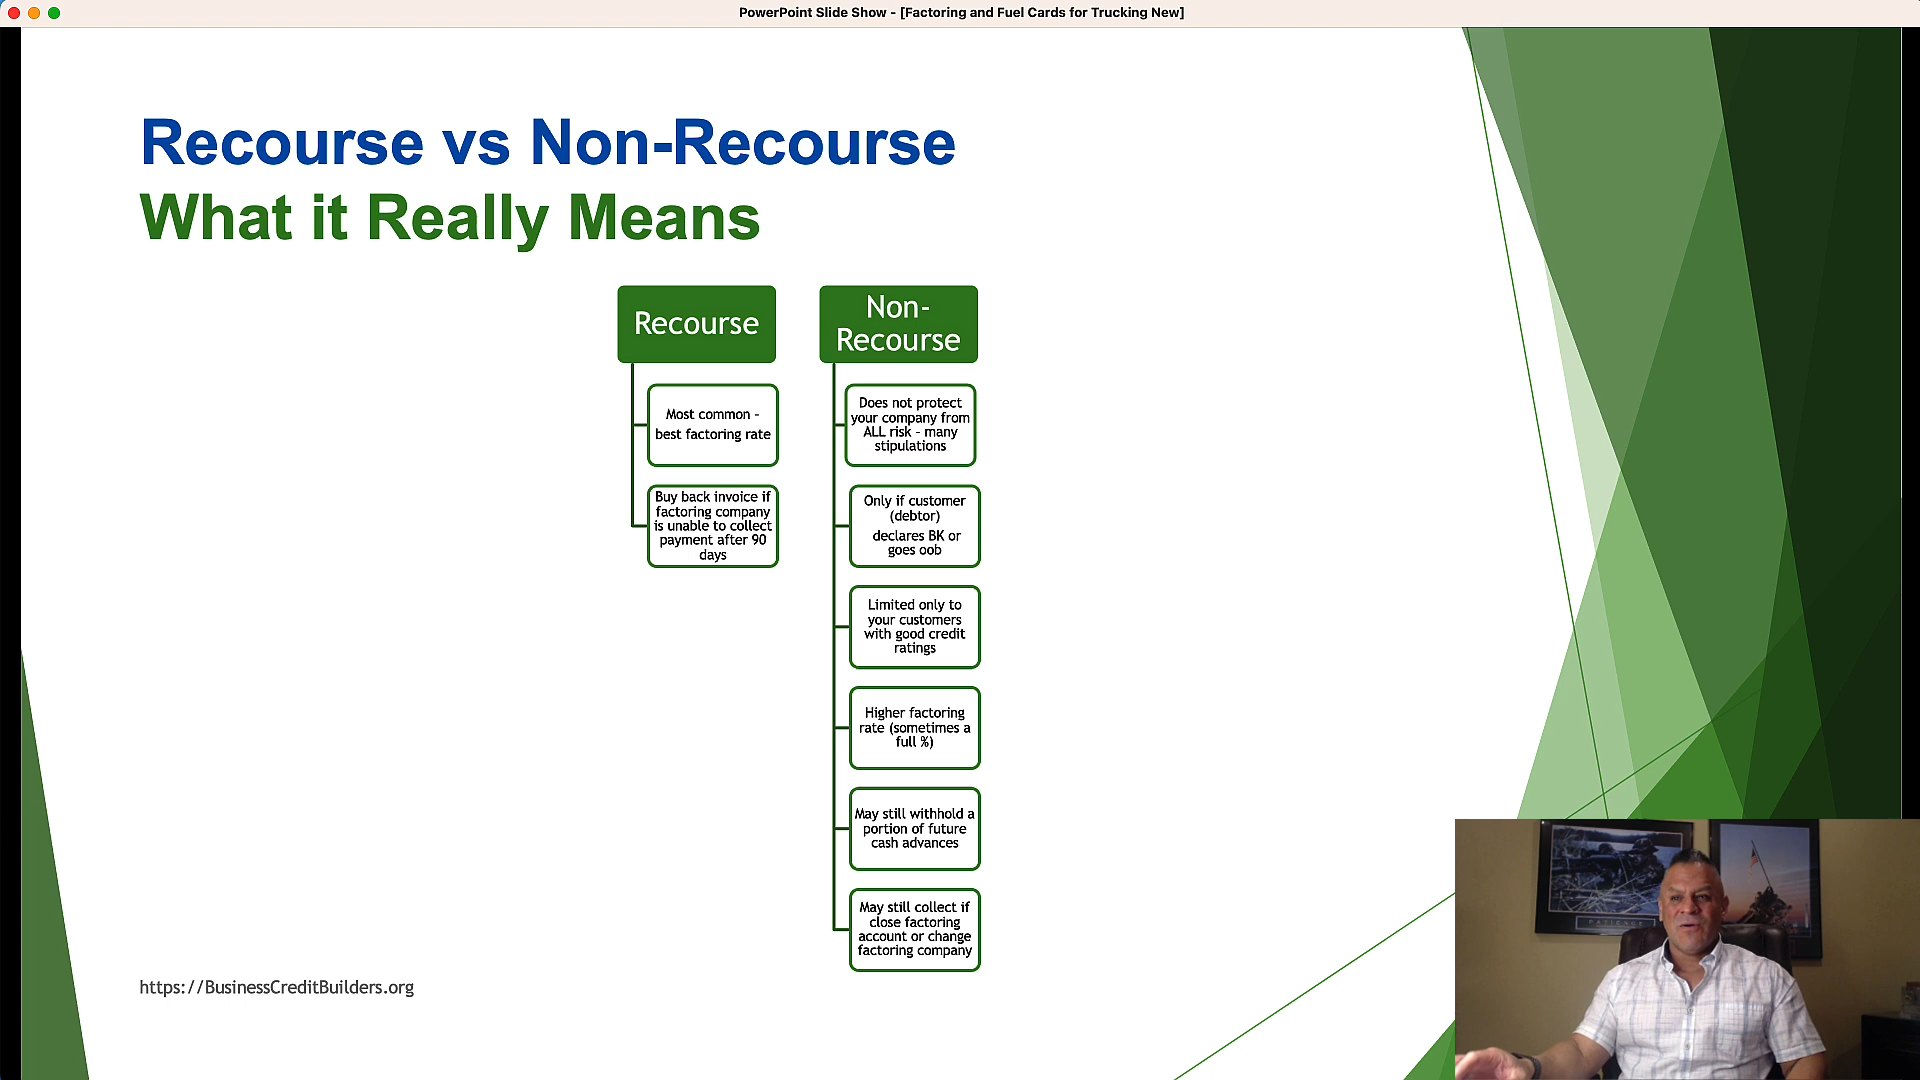 PowerPoint Slide Show - [Factoring and Fuel Cards for Trucking New]
Recourse vs Non-Recourse
What it Really Means
Recourse
Most common -
best factoring rate
Buy back invoice if
factoring company
is unable to collect
payment after 90
days
Non-
Recourse
Does not protect
your company from
ALL risk - many
stipulations
Only if customer
(debtor)
declares BK or
goes oob
Limited only to
your customers
with good credit
ratings
Higher factoring
rate (sometimes a
full %)
May still withhold a
portion of future
cash advances
May still collect if
close factoring
account or change
factoring company
https://BusinessCreditBuilders.org
PATIENCE